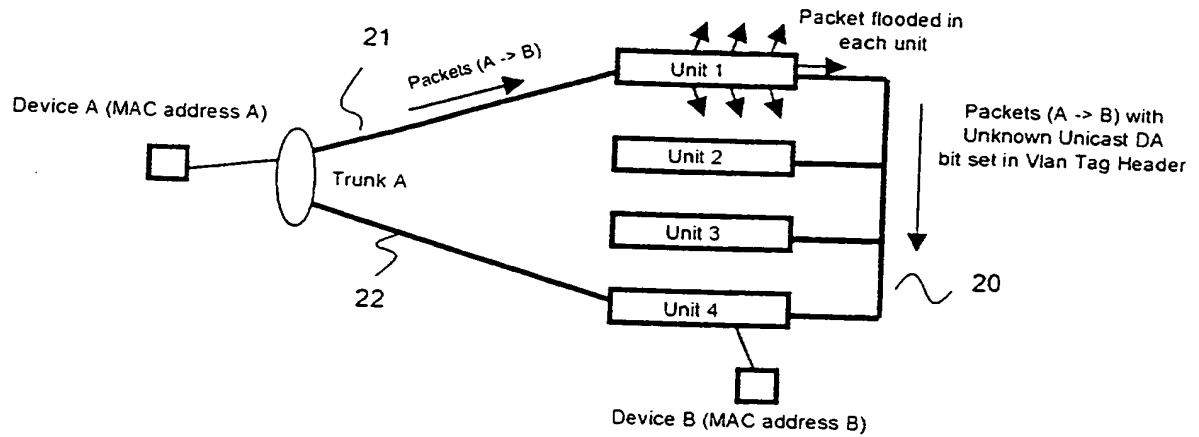 21
Packets (A -> B)
Packet flooded in
each unit
Unit 1
Device A (MAC address A)
Packets (A -> B) with
Unknown Unicast DA
bit set in Vlan Tag Header
Unit 2
Trunk A
Unit 3
22
20
Unit 4
Device B (MAC address B)